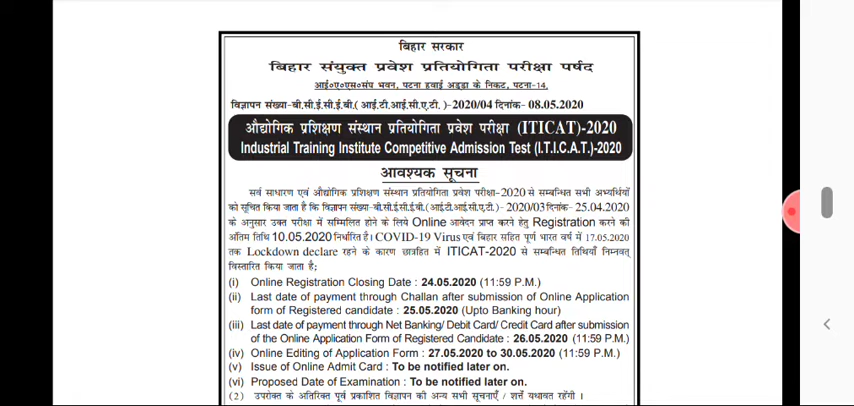 बिहार सरकार
बिहार संयुक्त प्रवेश प्रतियोगिता परीक्षा पर्षद
आई०ए०एस०संघ भवन, पटना हवाई अड्डा के निकट, पटना-14.
विज्ञापन संख्या-बी.सी.ई.सी.ई.बी.( आई.टी.आई.सी.ए.टी. )- 2020/04 दिनांक- 08.05.2020
औद्योगिक प्रशिक्षण संस्थान प्रतियोगिता प्रवेश परीक्षा (ITICAT)-2020
Industrial Training Institute Competitive Admission Test (I.T.I.C.A.T.)-2020
आवश्यक सूचना
सर्व साधारण एवं औद्योगिक प्रशिक्षण संस्थान प्रतियोगिता प्रवेश परीक्षा-2020 से सम्बन्धित सभी अभ्यर्थियों
को सूचित किया जाता है कि विज्ञापन संख्या-बी.सी.ई.सी.ई.बी.(आई.टी.आई.सी.ए.टी.)- 2020/03 दिनांक- 25.04.2020
के अनुसार उक्त परीक्षा में सम्मिलित होने के लिये Online आवेदन प्राप्त करने हेतु Registration करने की
अंतिम तिथि 10.05.2020 निर्धारित है। COVID-19 Virus एवं बिहार सहित पूर्ण भारत वर्ष में 17.05.2020
तक Lockdown declare रहने के कारण छात्रहित में ITICAT-2020 से सम्बन्धित तिथियाँ निम्नवत्
विस्तारित किया जाता है;
(i) Online Registration Closing Date : 24.05.2020 (11:59 P.M.)
(ii) Last date of payment through Challan after submission of Online Application
form of Registered candidate : 25.05.2020 (Upto Banking hour)
(iii) Last date of payment through Net Banking/ Debit Card/ Credit Card after submission
of the Online Application Form of Registered Candidate : 26.05.2020 (11:59 P.M.)
(iv) Online Editing of Application Form : 27.05.2020 to 30.05.2020 (11:59 P.M.)
(v) Issue of Online Admit Card : To be notified later on.
(vi) Proposed Date of Examination : To be notified later on.
(2) उपरोक्त के अतिरिक्त पूर्व प्रकाशित विज्ञापन की अन्य सभी सूचनाएँ / शर्त्तें यथावत रहेंगी ।